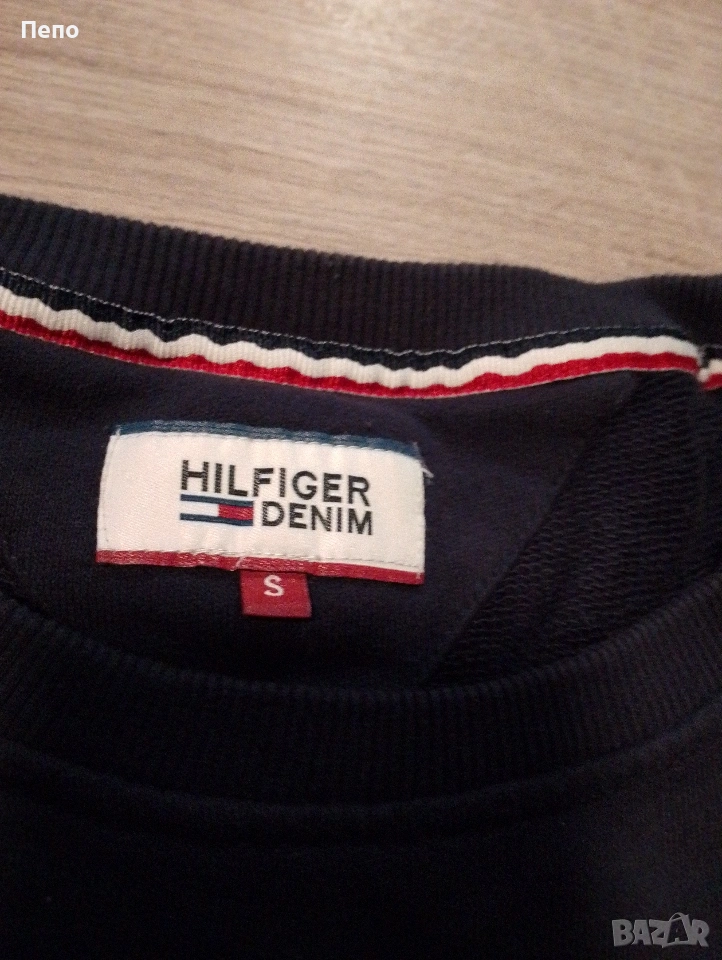 Пепо
HILFIGER
DENIM
S
BAZAR